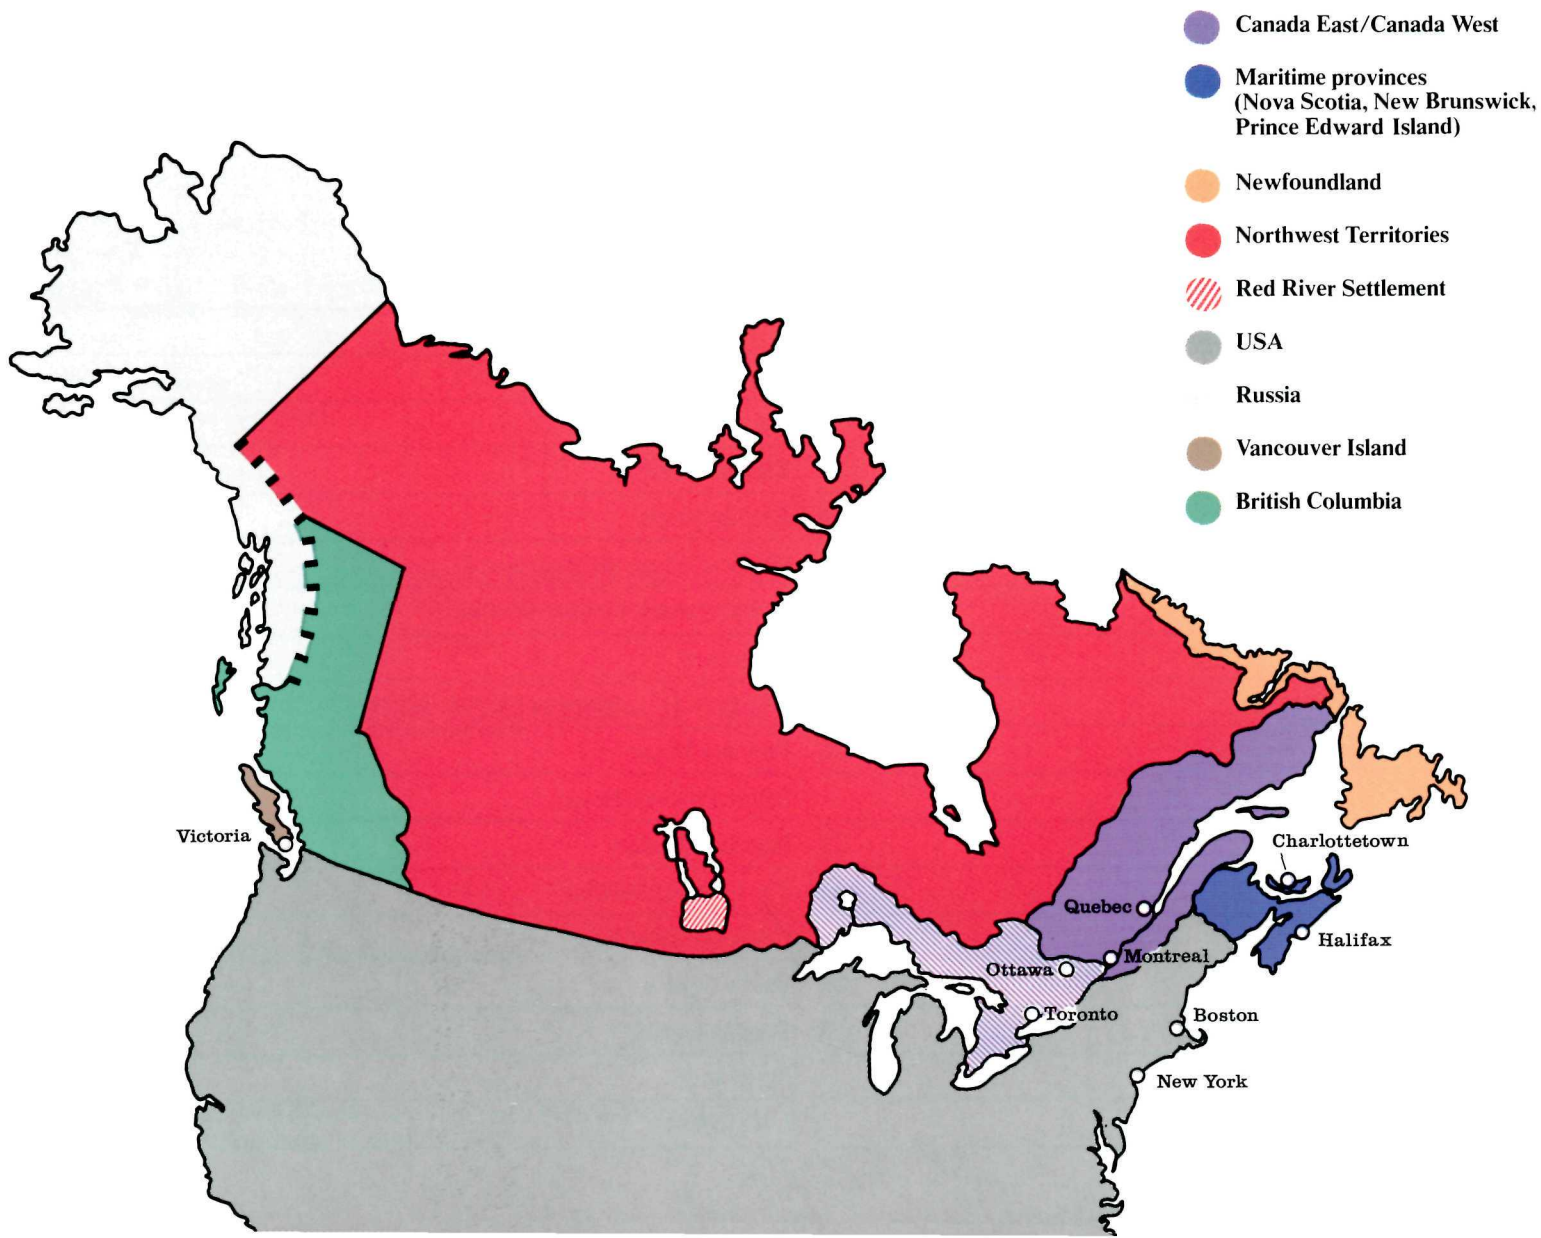 Canada East/Canada West
Maritime provinces
(Nova Scotia, New Brunswick,
Prince Edward Island)
Newfoundland
Northwest Territories
Red River Settlement
USA
Russia
Vancouver Island
British Columbia
Victoria
Charlottetown
Quebec
Halifax
Montreal
Ottawa
Toronto
Boston
New York